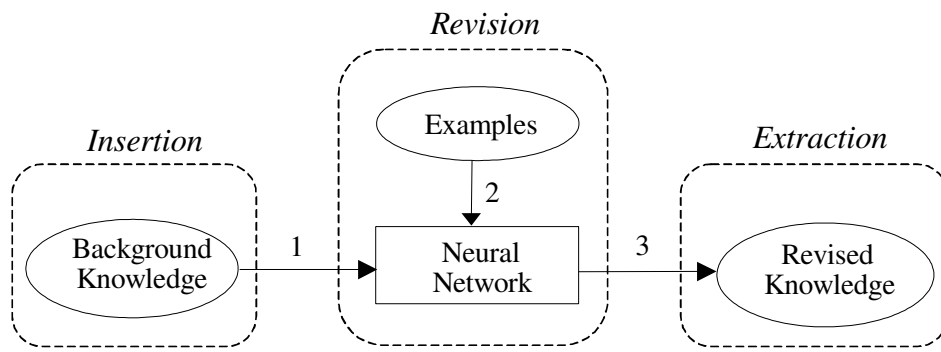 Revision
Insertion
Examples
Extraction
2
Background
Knowledge
1
Neural
Network
3
Revised
Knowledge